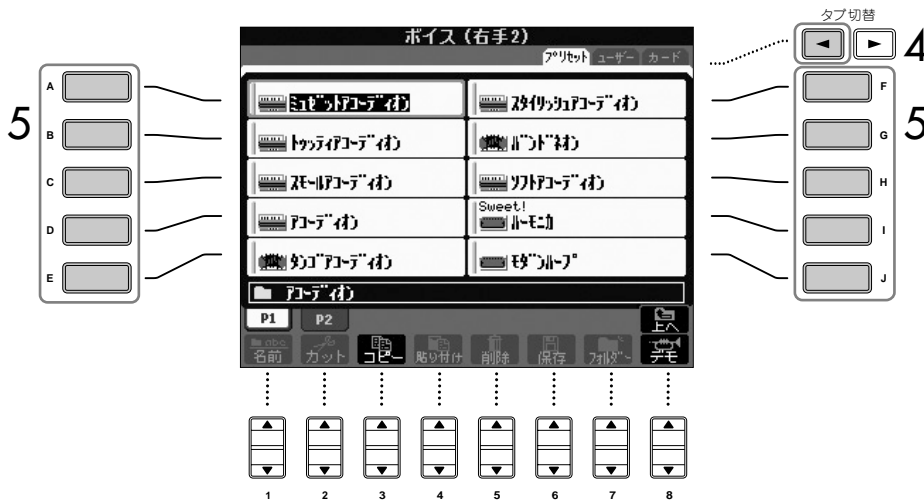 タブ切替
4
ボイス(右手2)
プリセット ユーザー カード
5
5
A
B
C
D
E
F
G
H
I
J
ミュゼットアコーディオン
トゥッティアコーディオン
スモールアコーディオン
アコーディオン
タンゴアコーディオン
スタイリッシュアコーディオン
バンドネオン
ソフトアコーディオン
Sweet!
ハーモニカ
モダンハープ
アコーディオン
P1 P2
上へ
abc
名前 カット コピー 貼り付け 削除 保存 フォルダー デモ
1 2 3 4 5 6 7 8